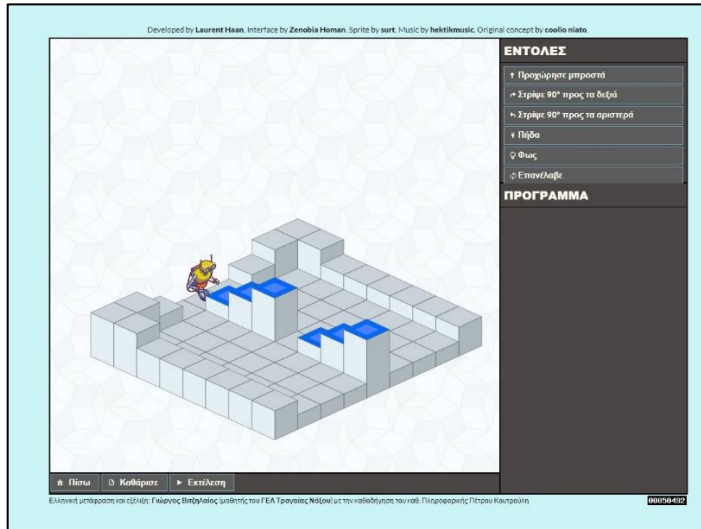 Developed by Laurent Haan, Interface by Zenobia Homan, Sprite by surt, Music by hektikmusic. Original concept by coolio niato.
ΕΝΤΟΛΕΣ
Προχώρησε μπροστά
Στρίψε 90° προς τα δεξιά
Στρίψε 90° προς τα αριστερά
Πήδα
Φως
Επανέλαβε
ΠΡΟΓΡΑΜΜΑ
Πίσω Καθάρισε Εκτέλεση
Ελληνική μετάφραση και εξέλιξη: Γιώργος Βιτζηλαίος (μαθητής του ΓΕΛ Τραγαίας Νάξου) με την καθοδήγηση του καθ. Πληροφορικής Πέτρου Κουτρούλη 00850492